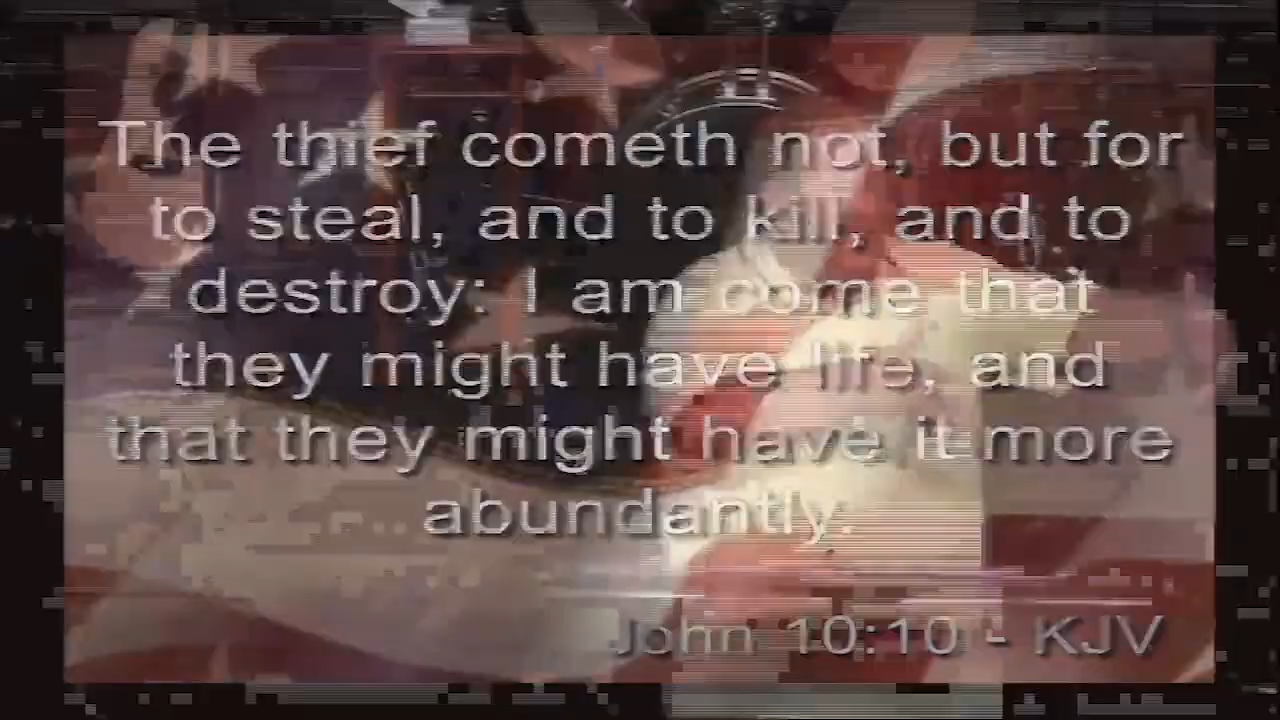 The thief cometh not, but for
to steal, and to kill, and to
destroy: I am come that
they might have life, and
that they might have it more
abundantly.
John 10:10 - KJV